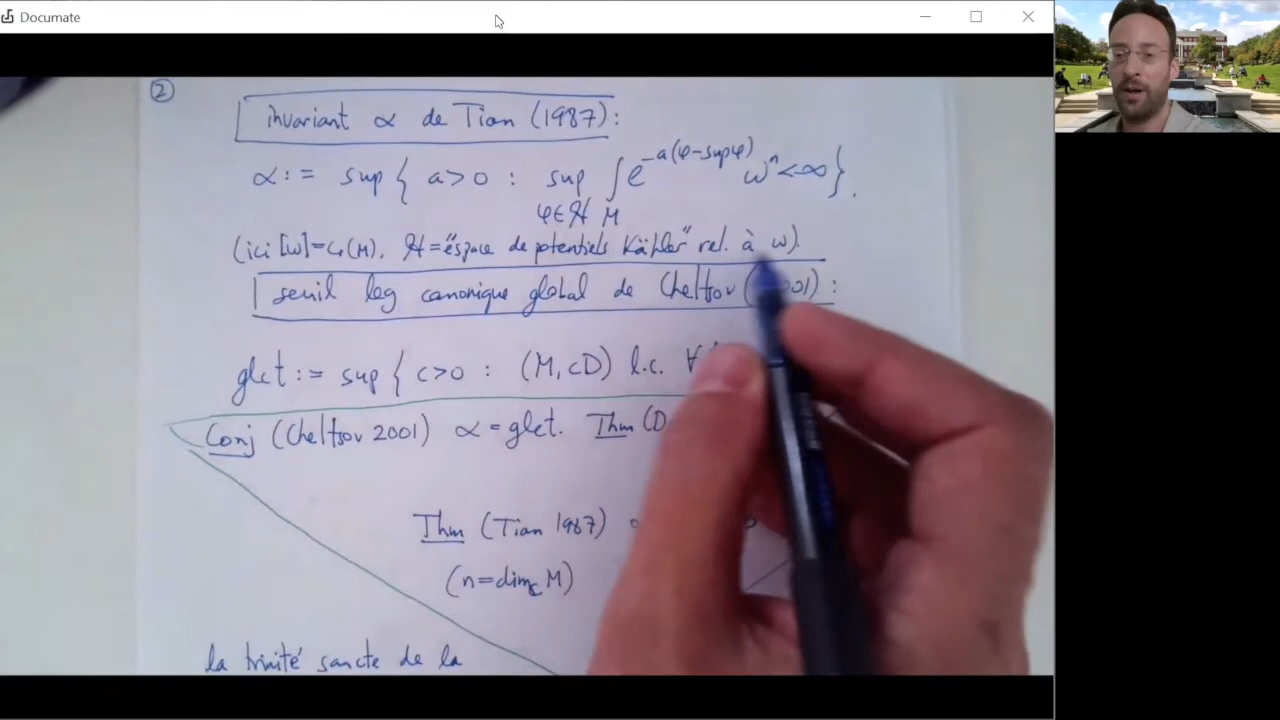 Documate
②
invariant α de Tian (1987):
α := sup { a>0 : sup ∫ e^{-a(φ-supφ)} ω^n < ∞ }.
φ∈ℋ M
(ici [ω]=c₁(M), ℋ="espace de potentiels Kähler" rel. à ω).
seuil log canonique global de Cheltsov ( 001) :
glct := sup { c>0 : (M, cD) l.c. ∀
Conj (Cheltsov 2001) α = glct. Thm (D
Thm (Tian 1987)
(n=dim_ℂ M)
la trinité sancte de la